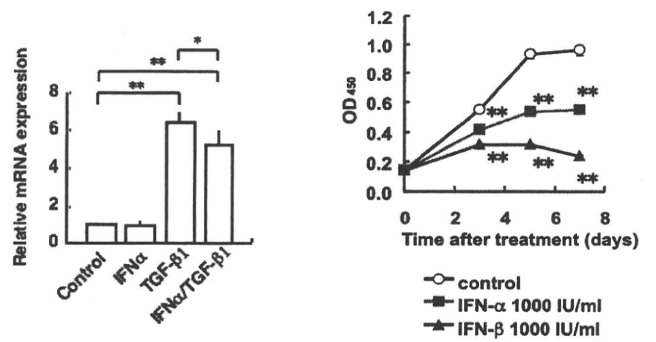 *
**
**
8
6
4
2
0
Relative mRNA expression
Control
IFNα
TGF-β1
IFNα/TGF-β1
1.2
1.0
0.8
0.6
0.4
0.2
0.0
OD 450
**
**
**
**
**
**
0
2
4
6
8
Time after treatment (days)
control
IFN-α 1000 IU/ml
IFN-β 1000 IU/ml